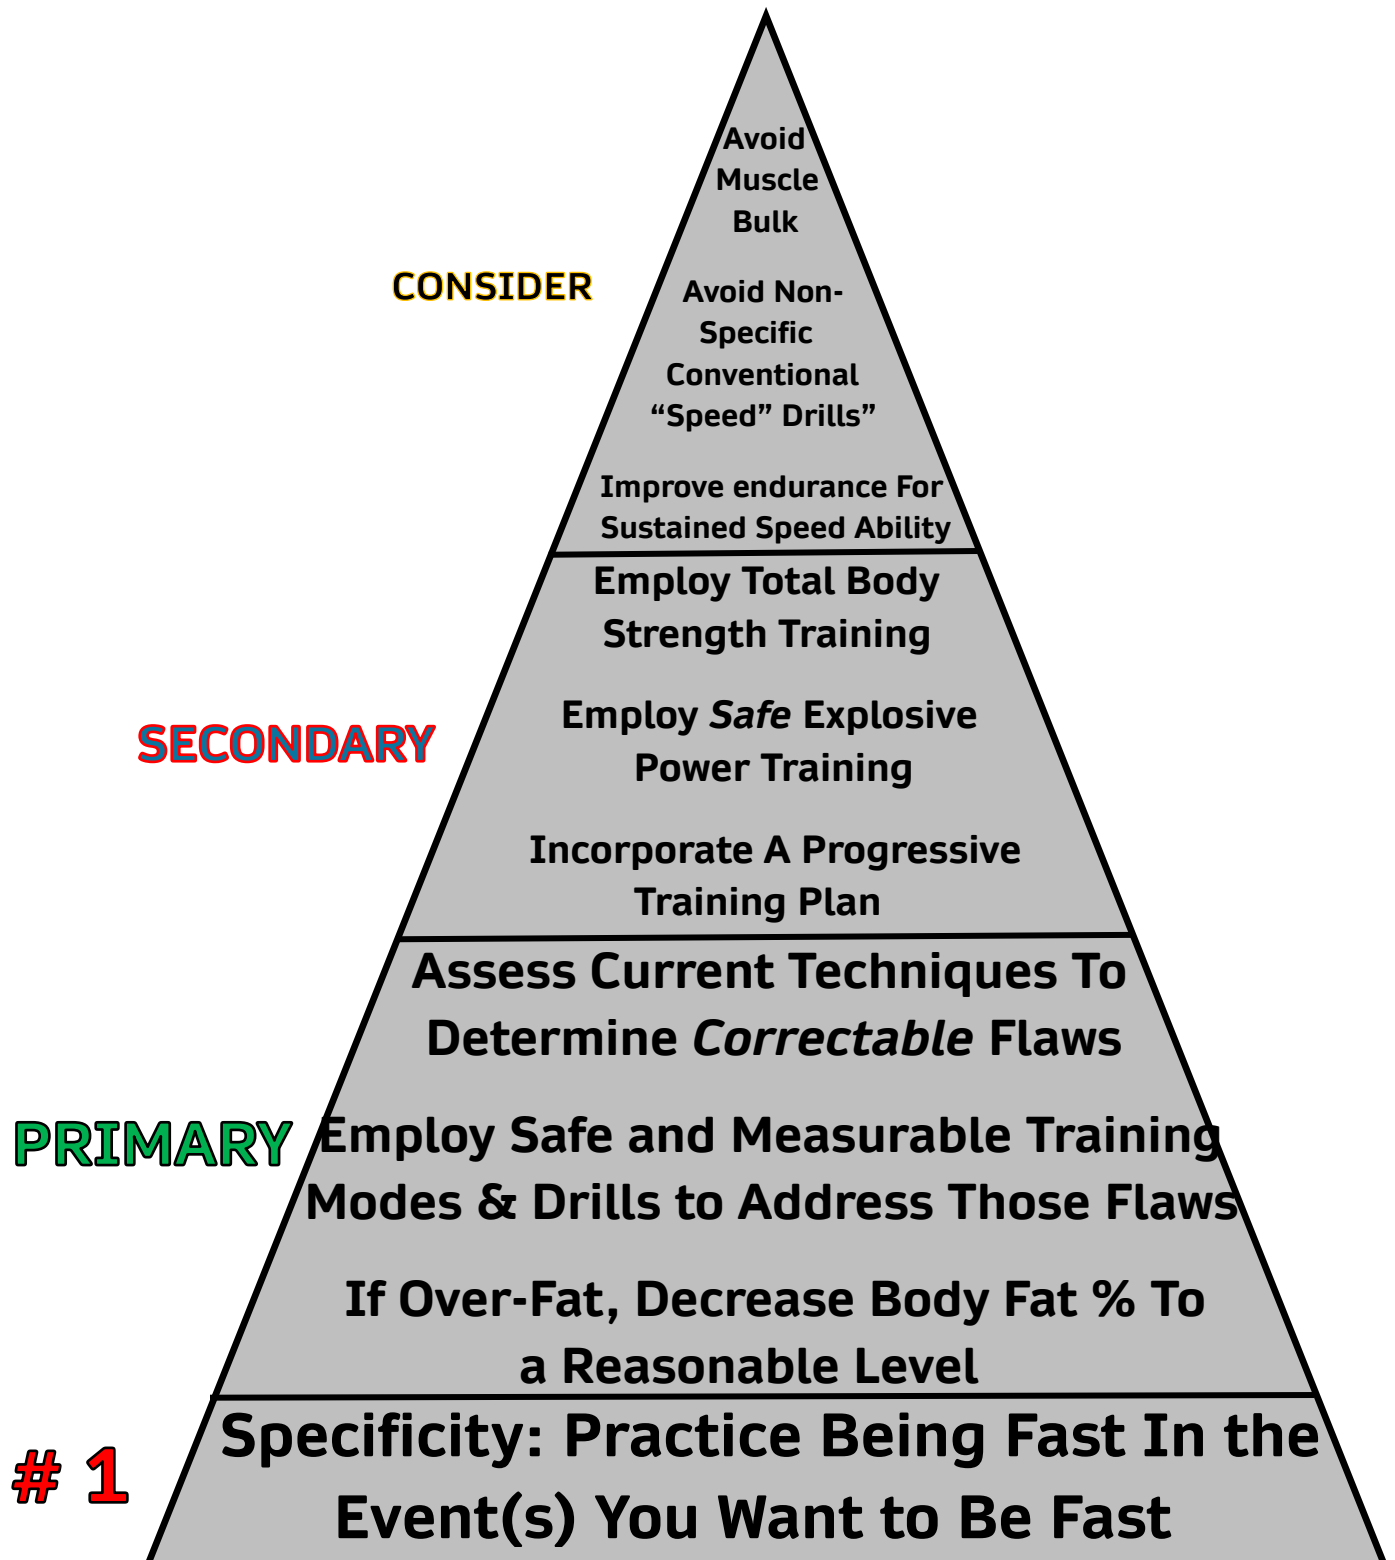 Avoid
Muscle
Bulk
CONSIDER
Avoid Non-
Specific
Conventional
“Speed” Drills”
Improve endurance For
Sustained Speed Ability
Employ Total Body
Strength Training
SECONDARY
Employ Safe Explosive
Power Training
Incorporate A Progressive
Training Plan
Assess Current Techniques To
Determine Correctable Flaws
PRIMARY
Employ Safe and Measurable Training
Modes & Drills to Address Those Flaws
If Over-Fat, Decrease Body Fat % To
a Reasonable Level
# 1
Specificity: Practice Being Fast In the
Event(s) You Want to Be Fast